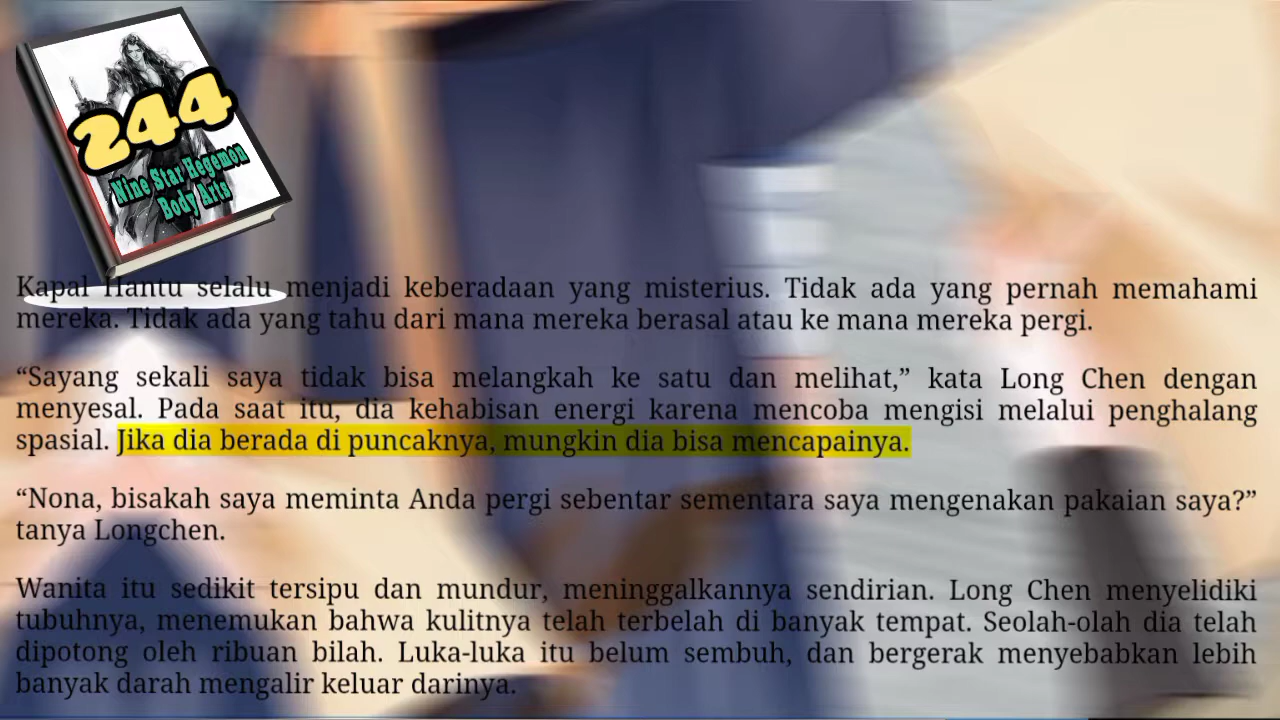 244
Nine Star Hegemon
Body Arts
Kapal Hantu selalu menjadi keberadaan yang misterius. Tidak ada yang pernah memahami
mereka. Tidak ada yang tahu dari mana mereka berasal atau ke mana mereka pergi.
“Sayang sekali saya tidak bisa melangkah ke satu dan melihat,” kata Long Chen dengan
menyesal. Pada saat itu, dia kehabisan energi karena mencoba mengisi melalui penghalang
spasial. Jika dia berada di puncaknya, mungkin dia bisa mencapainya.
“Nona, bisakah saya meminta Anda pergi sebentar sementara saya mengenakan pakaian saya?”
tanya Longchen.
Wanita itu sedikit tersipu dan mundur, meninggalkannya sendirian. Long Chen menyelidiki
tubuhnya, menemukan bahwa kulitnya telah terbelah di banyak tempat. Seolah-olah dia telah
dipotong oleh ribuan bilah. Luka-luka itu belum sembuh, dan bergerak menyebabkan lebih
banyak darah mengalir keluar darinya.